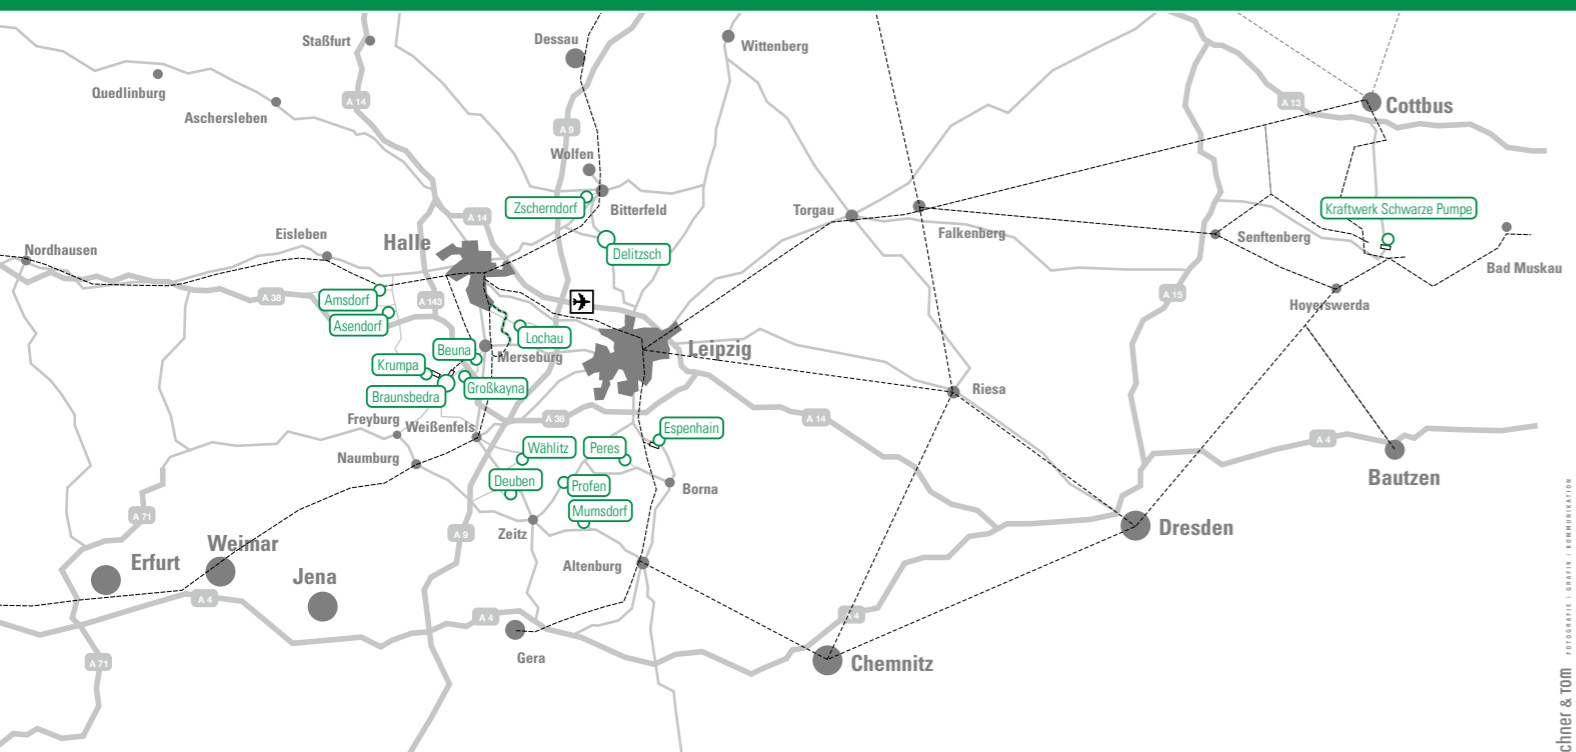 Staßfurt
Dessau
Wittenberg
Quedlinburg
Aschersleben
A 14
A 9
A 13
Cottbus
Wolfen
Zscherndorf
Bitterfeld
A 14
Torgau
Falkenberg
Kraftwerk Schwarze Pumpe
Senftenberg
Bad Muskau
Nordhausen
Eisleben
Halle
Delitzsch
A 38
Amsdorf
A 143
Asendorf
Lochau
A 15
Hoyerswerda
Beuna
Merseburg
Leipzig
Krumpa
Braunsbedra
Großkayna
Riesa
Freyburg
Weißenfels
A 38
A 14
Espenhain
A 4
Naumburg
Wählitz
Peres
Bautzen
Deuben
Profen
Borna
Mumsdorf
A 71
A 9
Zeitz
Dresden
Weimar
Erfurt
Jena
Altenburg
A 4
A 4
A 4
Gera
A 71
Chemnitz
chner & TOM
FOTOGRAFIE | GRAFIK | KOMMUNIKATION